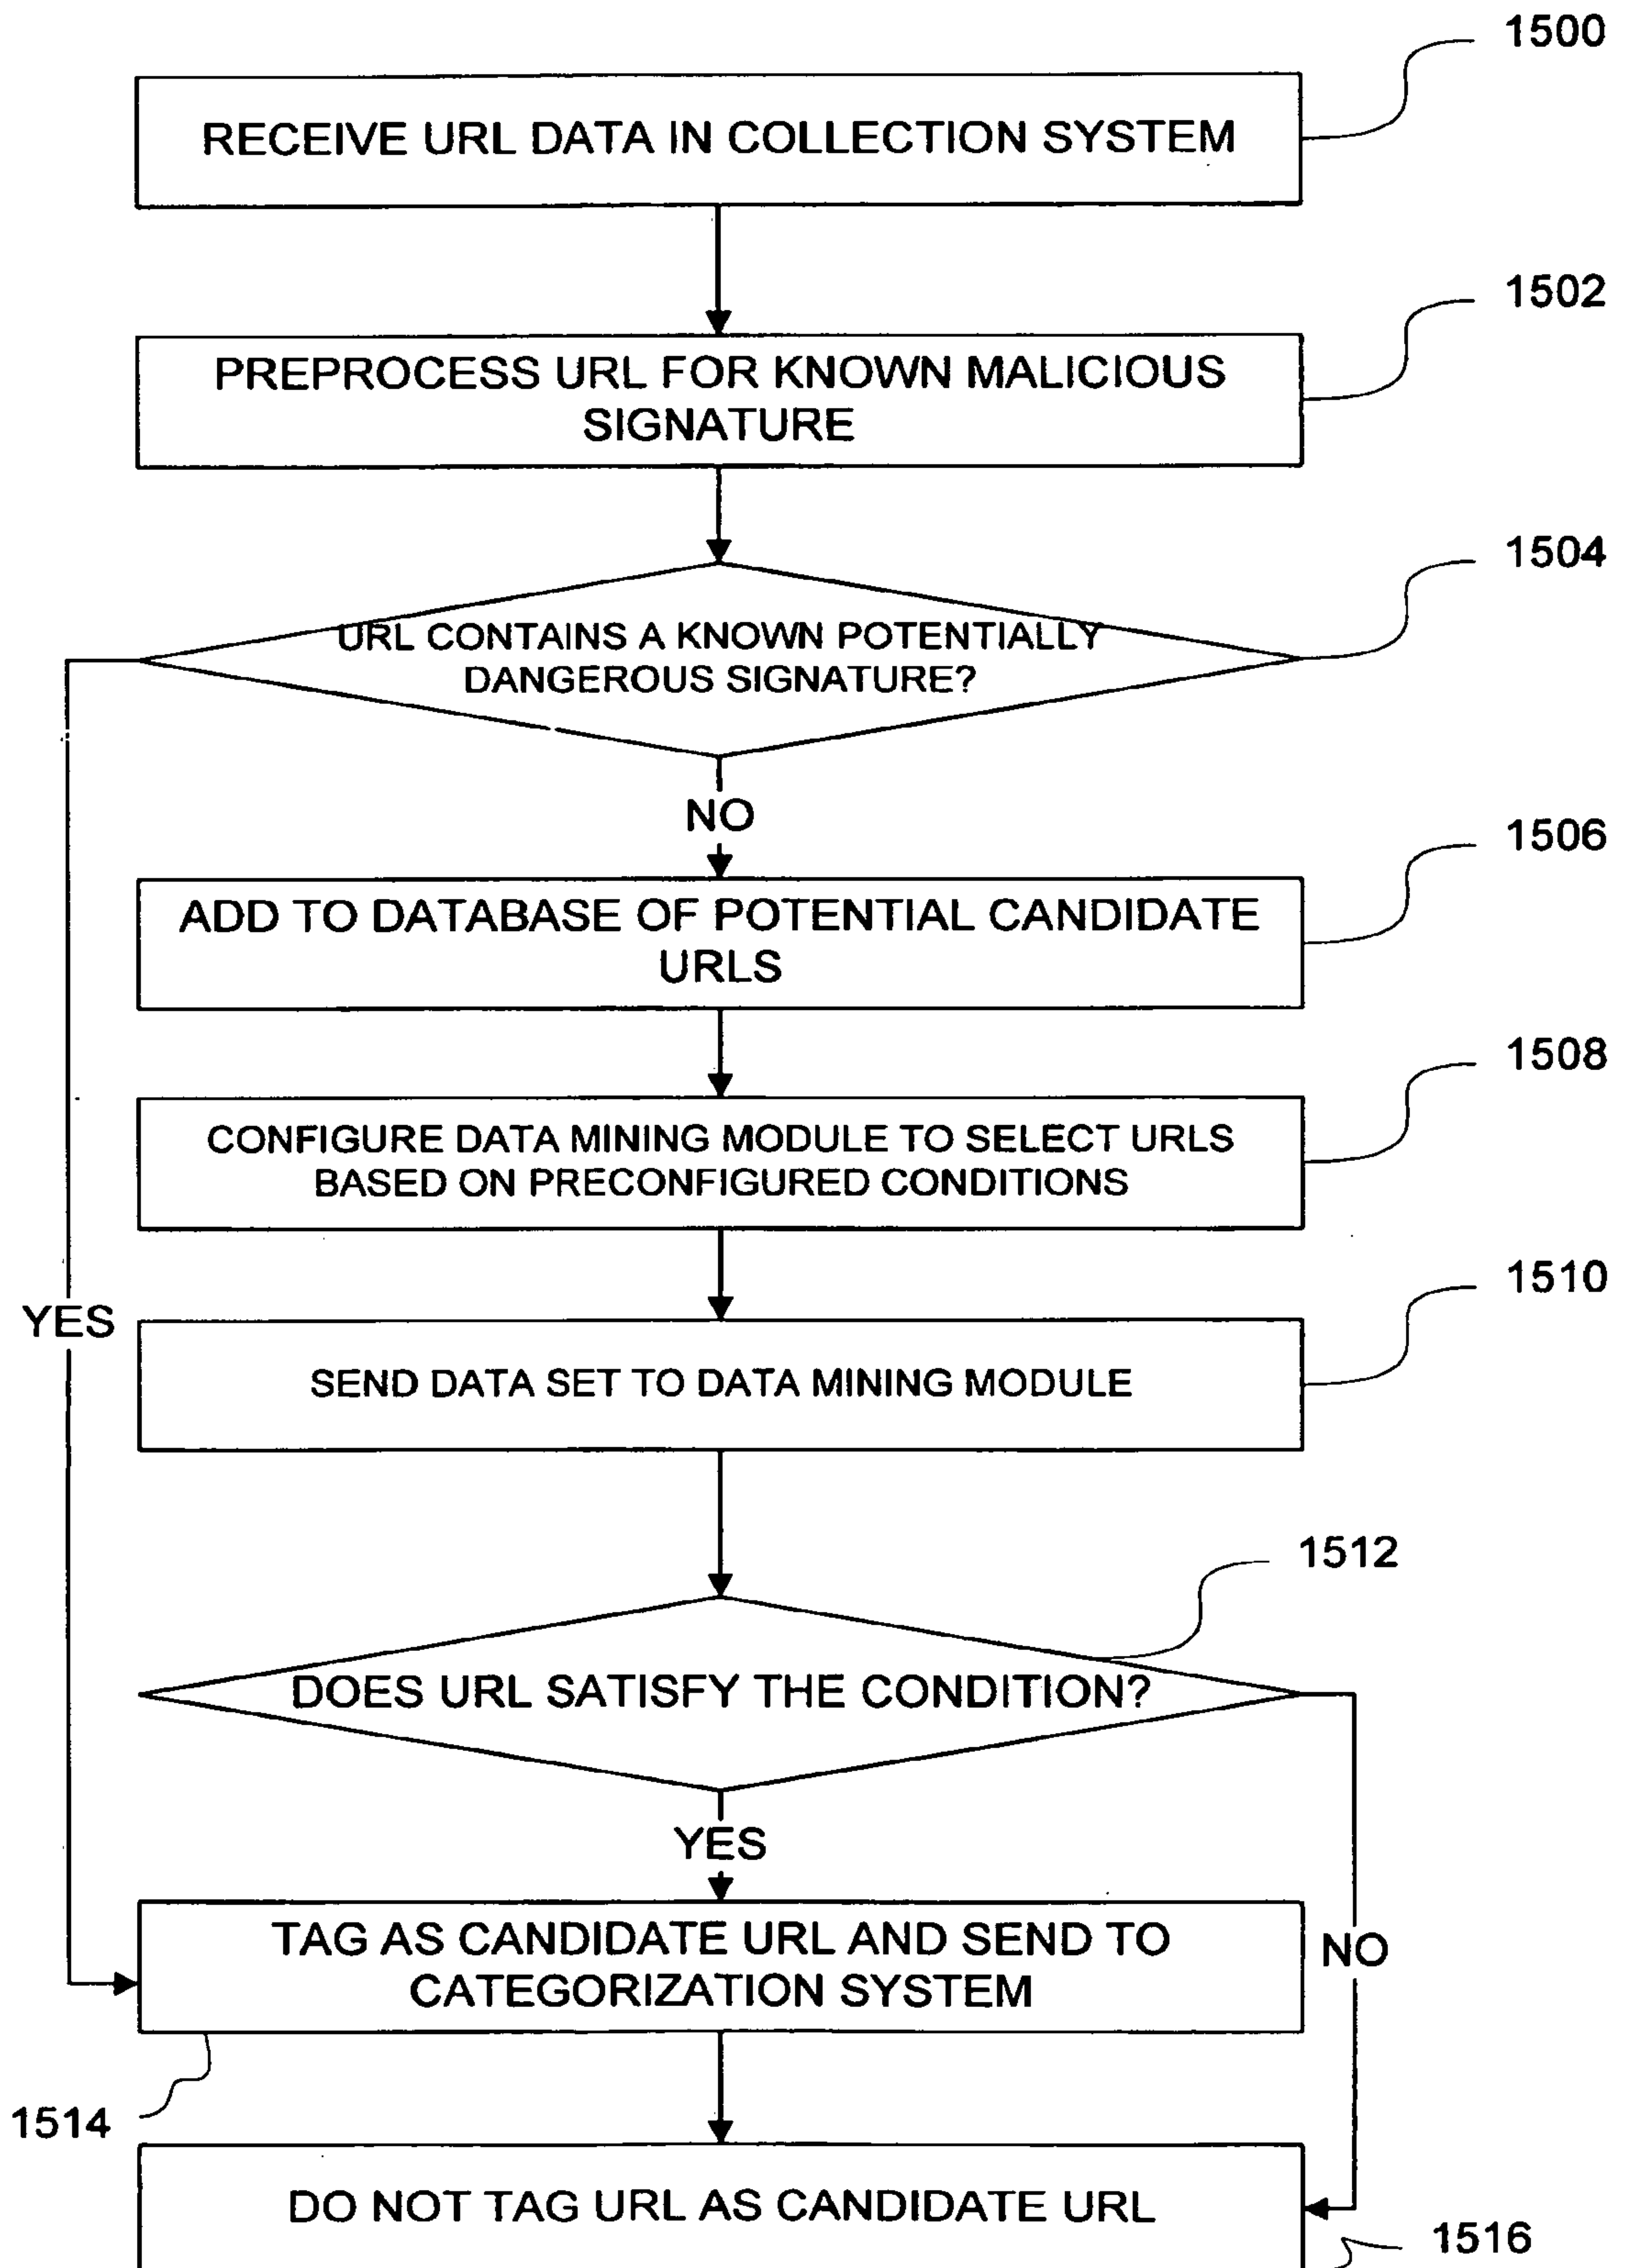 1500
RECEIVE URL DATA IN COLLECTION SYSTEM
1502
PREPROCESS URL FOR KNOWN MALICIOUS
SIGNATURE
1504
URL CONTAINS A KNOWN POTENTIALLY
DANGEROUS SIGNATURE?
NO
1506
ADD TO DATABASE OF POTENTIAL CANDIDATE
URLS
1508
CONFIGURE DATA MINING MODULE TO SELECT URLS
BASED ON PRECONFIGURED CONDITIONS
1510
YES
SEND DATA SET TO DATA MINING MODULE
1512
DOES URL SATISFY THE CONDITION?
YES
TAG AS CANDIDATE URL AND SEND TO
CATEGORIZATION SYSTEM
NO
1514
DO NOT TAG URL AS CANDIDATE URL
1516